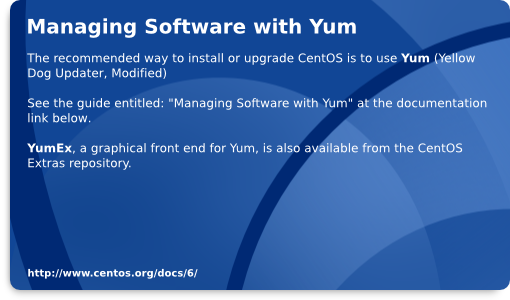 Managing Software with Yum
The recommended way to install or upgrade CentOS is to use Yum (Yellow
Dog Updater, Modified)
See the guide entitled: "Managing Software with Yum" at the documentation
link below.
YumEx, a graphical front end for Yum, is also available from the CentOS
Extras repository.
http://www.centos.org/docs/6/